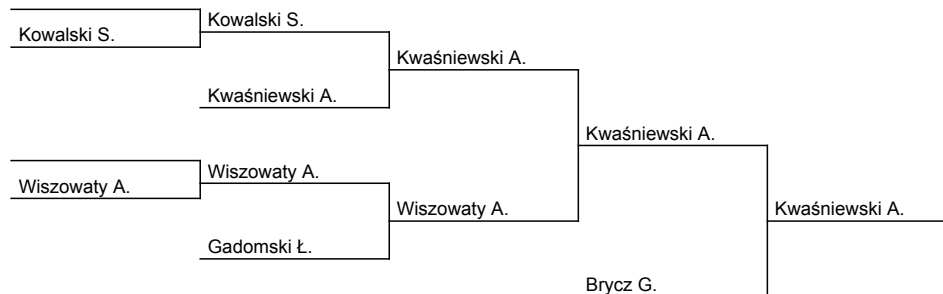 Kowalski S.
Kowalski S.
Kwaśniewski A.
Kwaśniewski A.
Kwaśniewski A.
Wiszowaty A.
Wiszowaty A.
Wiszowaty A.
Kwaśniewski A.
Gadomski Ł.
Brycz G.